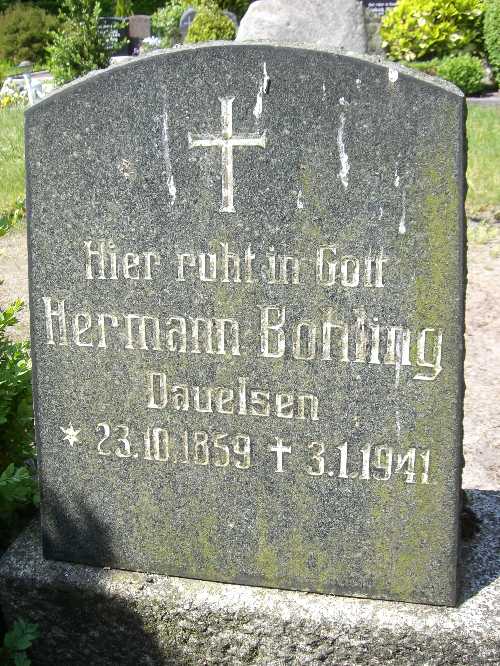 Hier ruht in Gott
Hermann Bohling
Dauelsen
* 23.10.1859 † 3.1.1941